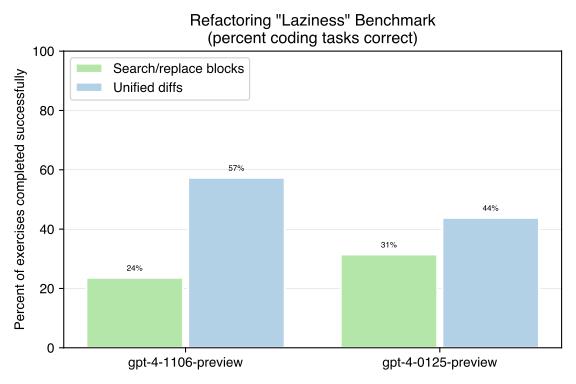 Refactoring "Laziness" Benchmark
(percent coding tasks correct)
Percent of exercises completed successfully
100
80
60
40
20
0
Search/replace blocks
Unified diffs
24%
57%
31%
44%
gpt-4-1106-preview
gpt-4-0125-preview